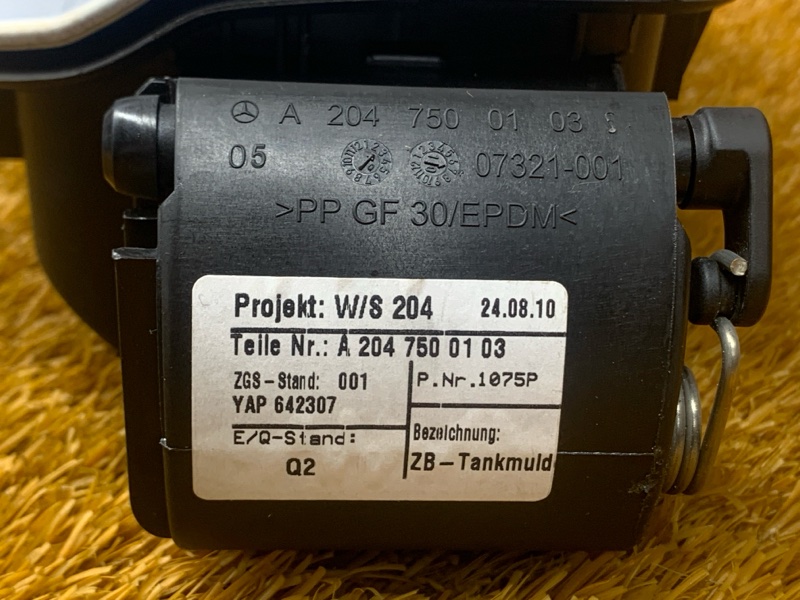 A 204 750 01 03
05 07321-001
>PP GF 30/EPDM<
Projekt: W/S 204 24.08.10
Teile Nr.: A 204 750 01 03
ZGS-Stand: 001 P.Nr.1075P
YAP 642307
E/Q-Stand: Bezeichnung:
Q2 ZB-Tankmuld